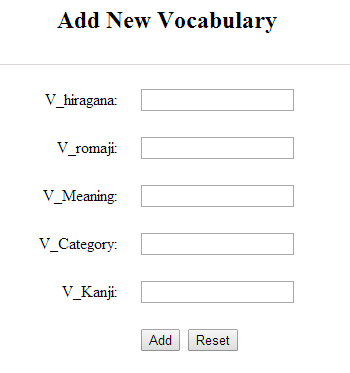 Add New Vocabulary
V_hiragana:
V_romaji:
V_Meaning:
V_Category:
V_Kanji:
Add Reset